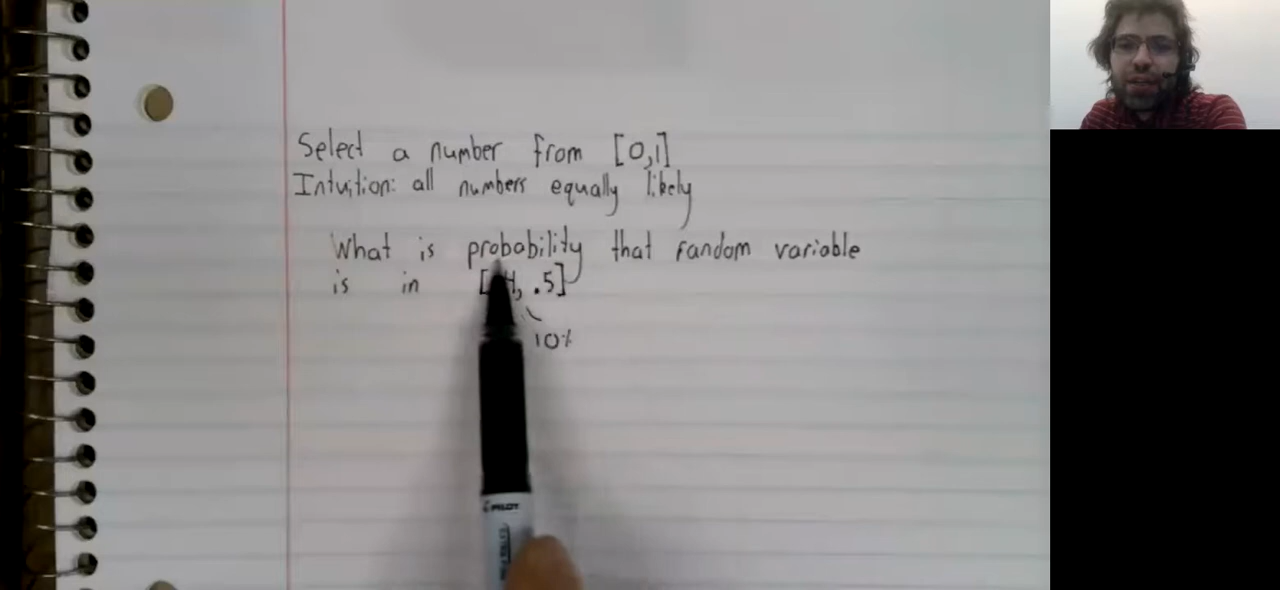 Select a number from [0,1]
Intuition: all numbers equally likely
What is probability that random variable
is in [ , .5]
10%
PILOT